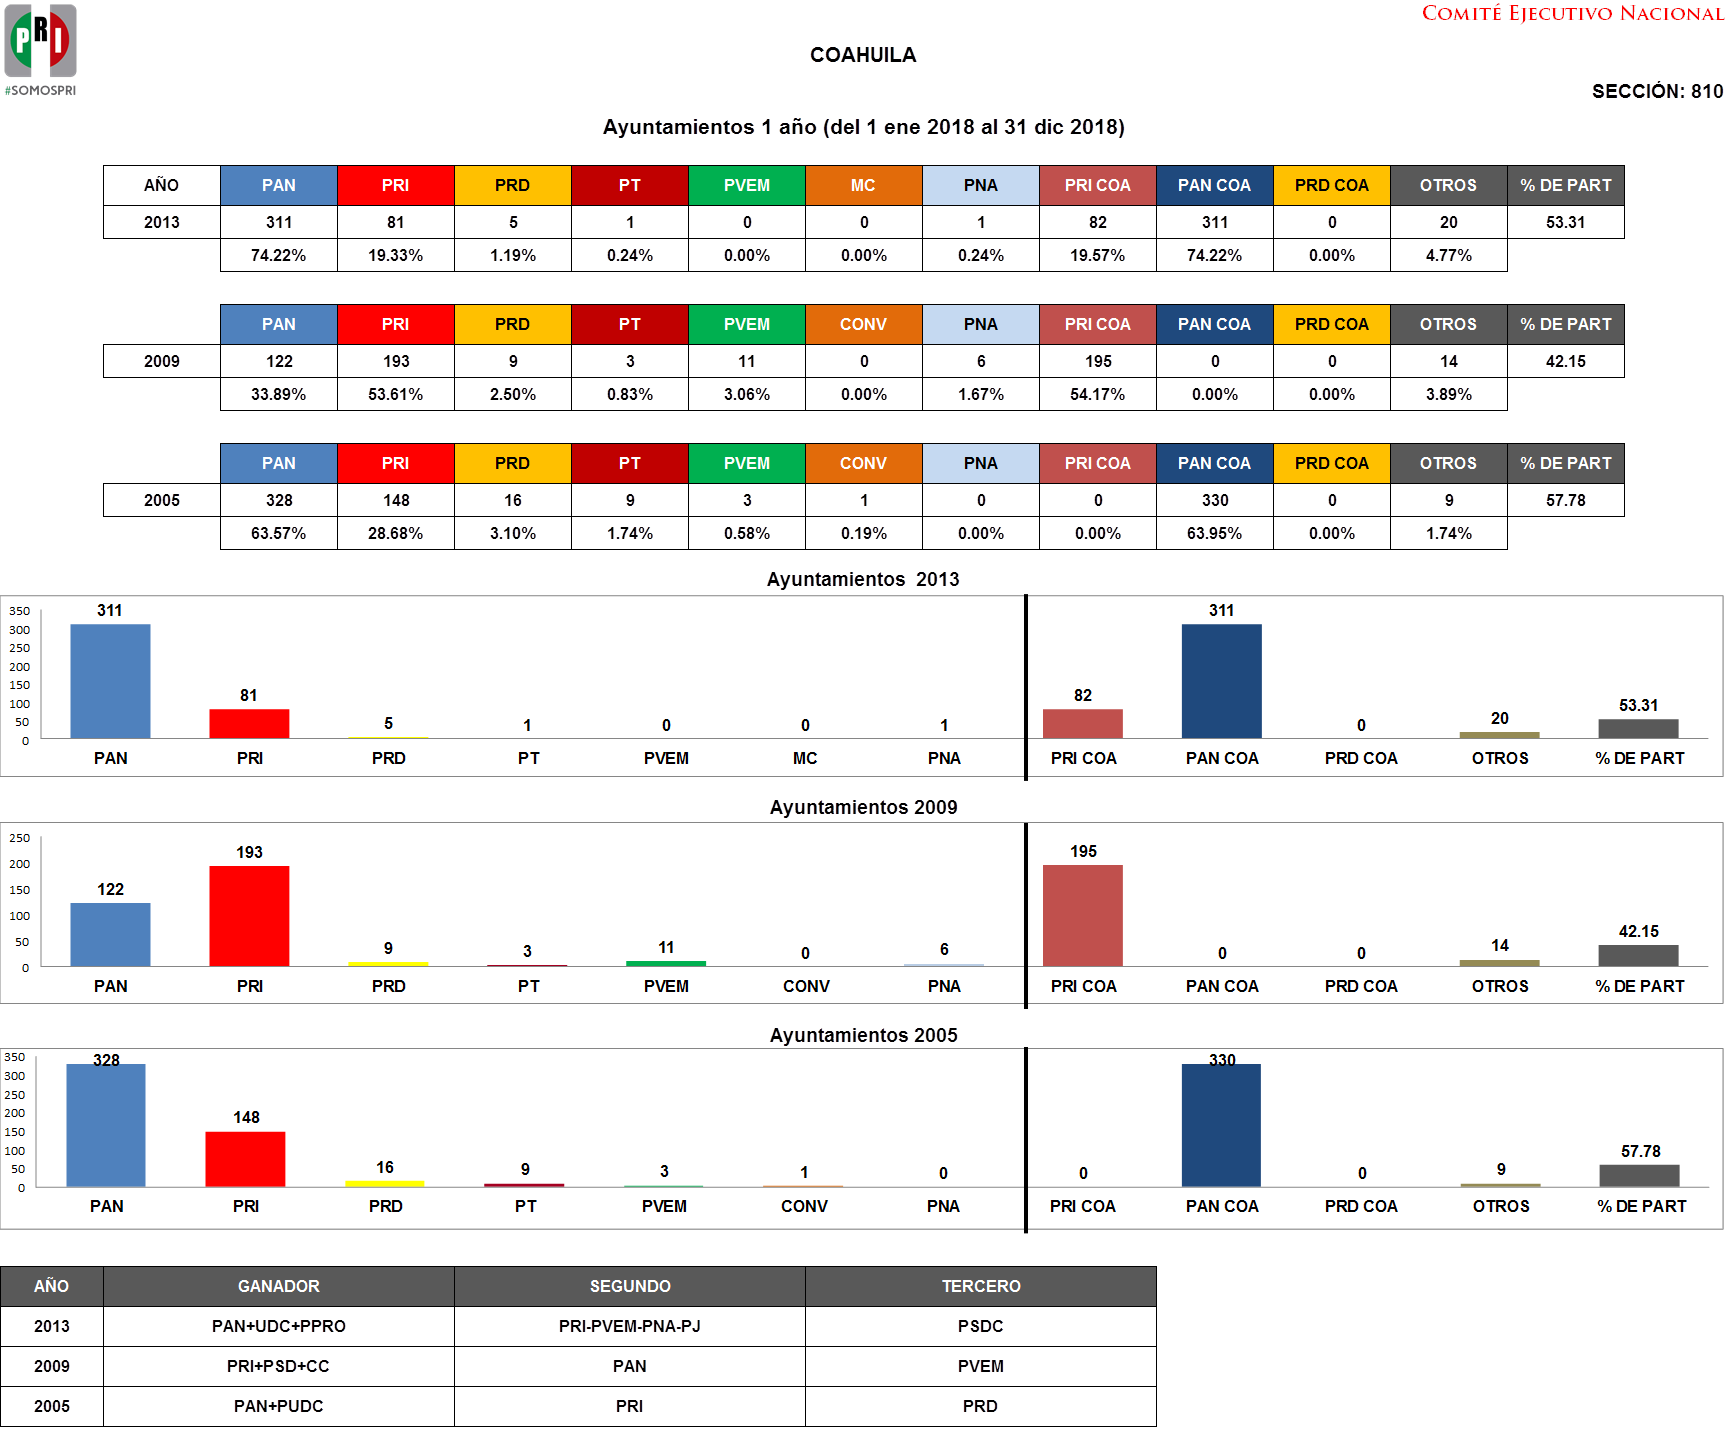 COMITÉ EJECUTIVO NACIONAL
PRI
#SOMOSPRI
COAHUILA
SECCIÓN: 810
Ayuntamientos 1 año (del 1 ene 2018 al 31 dic 2018)
AÑO PAN PRI PRD PT PVEM MC PNA PRI COA PAN COA PRD COA OTROS % DE PART
2013 311 81 5 1 0 0 1 82 311 0 20 53.31
74.22% 19.33% 1.19% 0.24% 0.00% 0.00% 0.24% 19.57% 74.22% 0.00% 4.77%
PAN PRI PRD PT PVEM CONV PNA PRI COA PAN COA PRD COA OTROS % DE PART
2009 122 193 9 3 11 0 6 195 0 0 14 42.15
33.89% 53.61% 2.50% 0.83% 3.06% 0.00% 1.67% 54.17% 0.00% 0.00% 3.89%
PAN PRI PRD PT PVEM CONV PNA PRI COA PAN COA PRD COA OTROS % DE PART
2005 328 148 16 9 3 1 0 0 330 0 9 57.78
63.57% 28.68% 3.10% 1.74% 0.58% 0.19% 0.00% 0.00% 63.95% 0.00% 1.74%
Ayuntamientos 2013
350
300
250
200
150
100
50
0
311 81 5 1 0 0 1 82 311 0 20 53.31
PAN PRI PRD PT PVEM MC PNA PRI COA PAN COA PRD COA OTROS % DE PART
Ayuntamientos 2009
250
200
150
100
50
0
122 193 9 3 11 0 6 195 0 0 14 42.15
PAN PRI PRD PT PVEM CONV PNA PRI COA PAN COA PRD COA OTROS % DE PART
Ayuntamientos 2005
350
300
250
200
150
100
50
0
328 148 16 9 3 1 0 0 330 0 9 57.78
PAN PRI PRD PT PVEM CONV PNA PRI COA PAN COA PRD COA OTROS % DE PART
AÑO GANADOR SEGUNDO TERCERO
2013 PAN+UDC+PPRO PRI-PVEM-PNA-PJ PSDC
2009 PRI+PSD+CC PAN PVEM
2005 PAN+PUDC PRI PRD